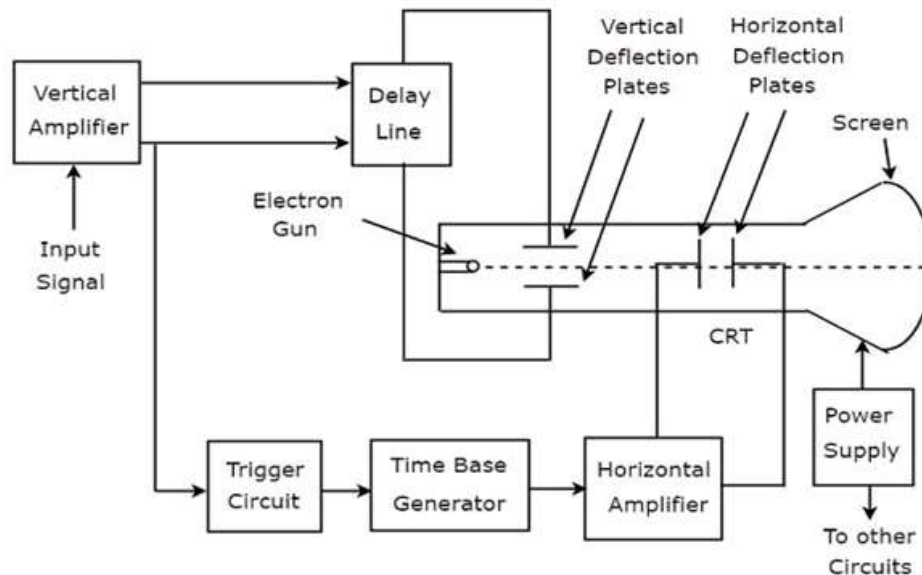 Vertical
Amplifier
Input
Signal
Delay
Line
Electron
Gun
Vertical
Deflection
Plates
Horizontal
Deflection
Plates
Screen
CRT
Power
Supply
To other
Circuits
Trigger
Circuit
Time Base
Generator
Horizontal
Amplifier